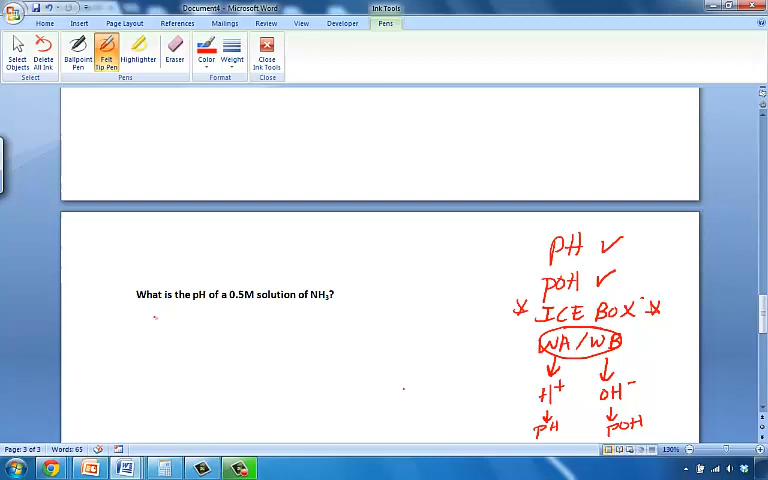 Document4 - Microsoft Word
Ink Tools
Home Insert Page Layout References Mailings Review View Developer Pens
Select Objects
Delete All Ink
Ballpoint Pen
Felt Tip Pen
Highlighter
Eraser
Color
Weight
Close Ink Tools
Select Pens Format Close
What is the pH of a 0.5M solution of NH₃?
pH ✓
pOH ✓
* ICE BOX *
WA/WB
↓ ↓
H⁺ OH⁻
↓ ↓
pH pOH
Page: 3 of 3 Words: 65 130%